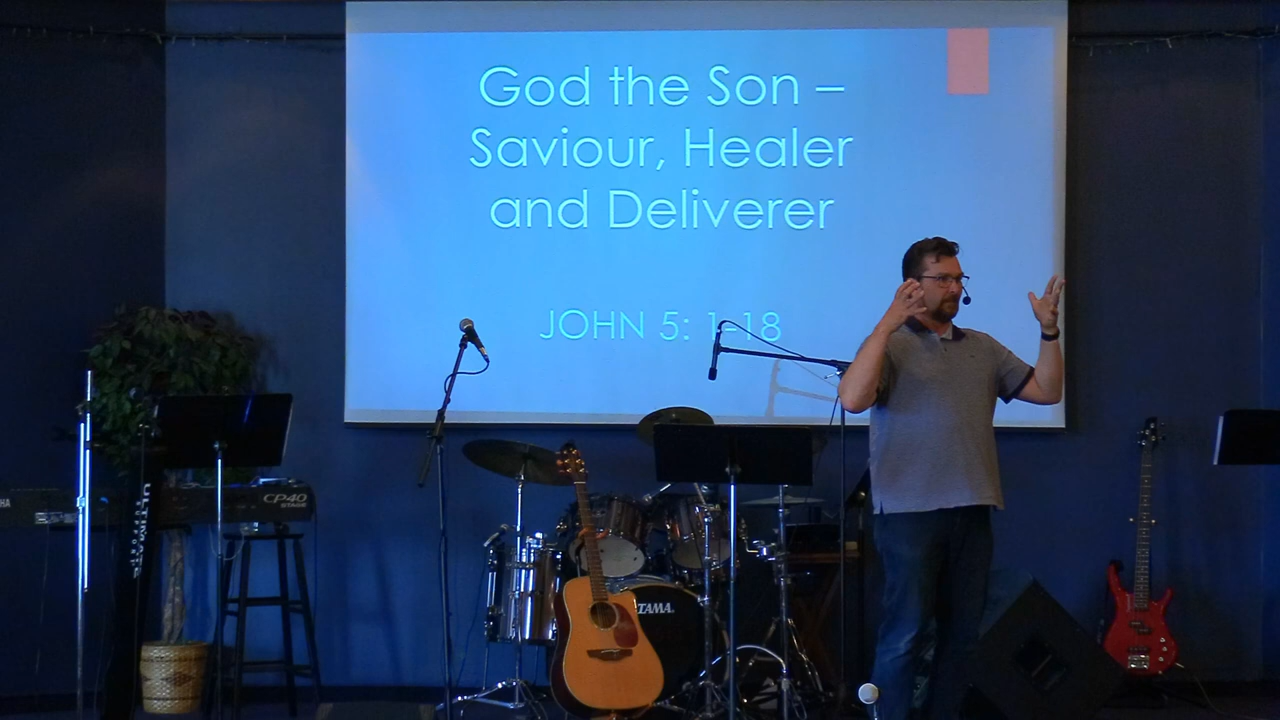 God the Son –
Saviour, Healer
and Deliverer
JOHN 5: 1-18
CP40
STAGE
TAMA.